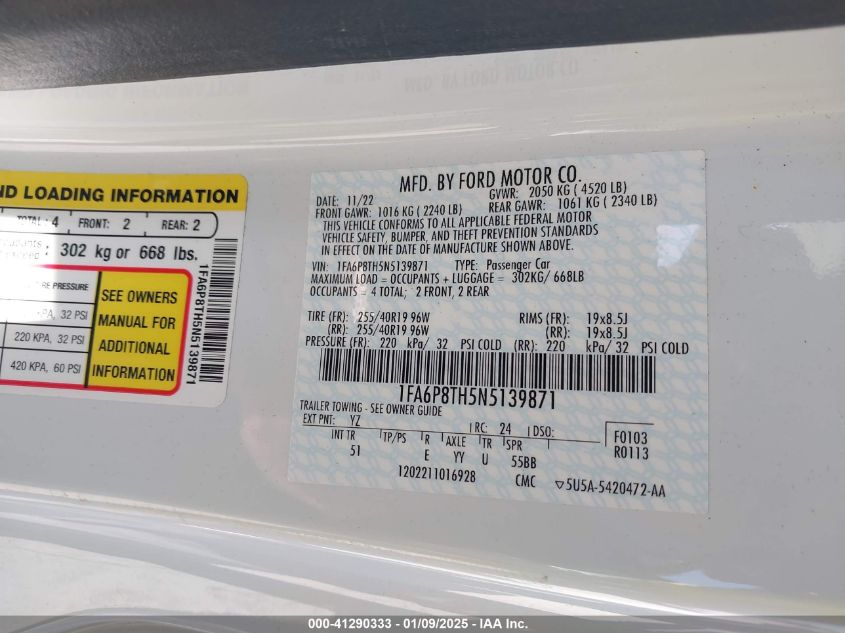 ND LOADING INFORMATION
TOTAL: 4 FRONT: 2 REAR: 2
302 kg or 668 lbs.
PRESSURE
KPA, 32 PSI
220 KPA, 32 PSI
420 KPA, 60 PSI
SEE OWNERS
MANUAL FOR
ADDITIONAL
INFORMATION
1FA6P8TH5N5139871
MFD. BY FORD MOTOR CO.
DATE: 11/22 GVWR: 2050 KG ( 4520 LB)
FRONT GAWR: 1016 KG ( 2240 LB) REAR GAWR: 1061 KG ( 2340 LB)
THIS VEHICLE CONFORMS TO ALL APPLICABLE FEDERAL MOTOR
VEHICLE SAFETY, BUMPER, AND THEFT PREVENTION STANDARDS
IN EFFECT ON THE DATE OF MANUFACTURE SHOWN ABOVE.
VIN: 1FA6P8TH5N5139871 TYPE: Passenger Car
MAXIMUM LOAD = OCCUPANTS + LUGGAGE = 302KG/ 668LB
OCCUPANTS = 4 TOTAL; 2 FRONT, 2 REAR
TIRE (FR): 255/40R19 96W RIMS (FR): 19x8.5J
(RR): 255/40R19 96W (RR): 19x8.5J
PRESSURE (FR): 220 kPa/ 32 PSI COLD (RR): 220 kPa/ 32 PSI COLD
1FA6P8TH5N5139871
TRAILER TOWING - SEE OWNER GUIDE
EXT PNT: YZ RC: 24 DSO: F0103
R0113
INT TR TP/PS R AXLE TR SPR
51 E YY U 55BB
1202211016928 CMC ▽5U5A-5420472-AA
000-41290333 - 01/09/2025 - IAA Inc.